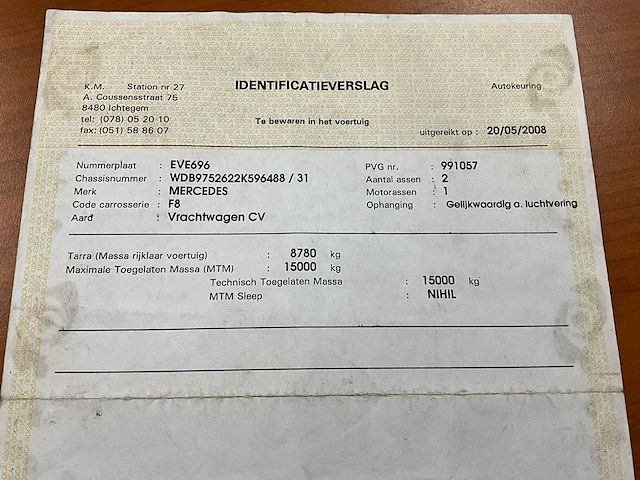 IDENTIFICATIEVERSLAG
K.M. Station nr 27
A. Coussensstraat 75
8480 Ichtegem
tel: (078) 05 20 10
fax: (051) 58 86 07
Autokeuring
Te bewaren in het voertuig
uitgereikt op : 20/05/2008
Nummerplaat : EVE696
PVG nr. : 991057
Chassisnummer : WDB9752622K596488 / 31
Aantal assen : 2
Merk : MERCEDES
Motorassen : 1
Code carrosserie : F8
Ophanging : Gelijkwaardig a. luchtvering
Aard : Vrachtwagen CV
Tarra (Massa rijklaar voertuig) : 8780 kg
Maximale Toegelaten Massa (MTM) : 15000 kg
Technisch Toegelaten Massa : 15000 kg
MTM Sleep : NIHIL